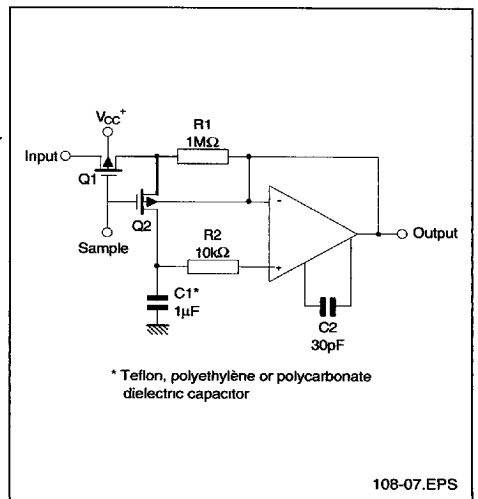 VCC+
R1
1MΩ
Input
Q1
-
Q2
Output
Sample
R2
10kΩ
+
C1*
1μF
C2
30pF
* Teflon, polyethylène or polycarbonate
dielectric capacitor
108-07.EPS